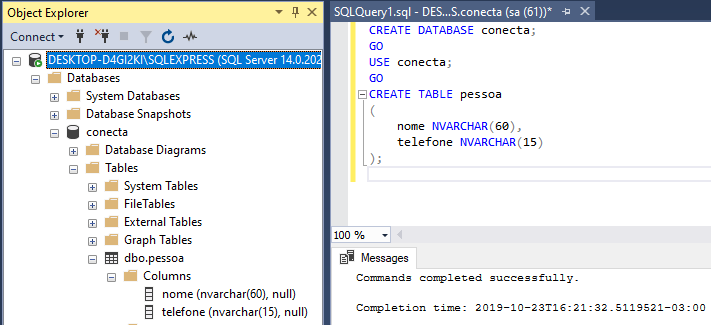 Object Explorer
Connect
DESKTOP-D4GI2KI\SQLEXPRESS (SQL Server 14.0.202
Databases
System Databases
Database Snapshots
conecta
Database Diagrams
Tables
System Tables
FileTables
External Tables
Graph Tables
dbo.pessoa
Columns
nome (nvarchar(60), null)
telefone (nvarchar(15), null)
SQLQuery1.sql - DES...S.conecta (sa (61))*
CREATE DATABASE conecta;
GO
USE conecta;
GO
CREATE TABLE pessoa
(
nome NVARCHAR(60),
telefone NVARCHAR(15)
);
100 %
Messages
Commands completed successfully.
Completion time: 2019-10-23T16:21:32.5119521-03:00